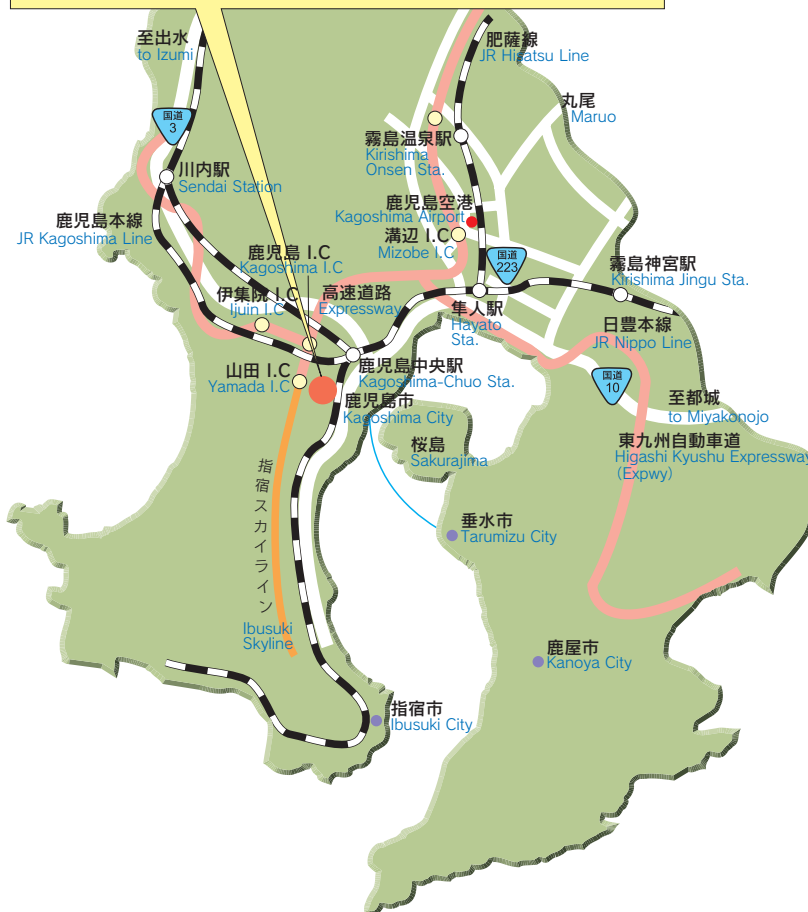 至出水
to Izumi
肥薩線
JR Hisatsu Line
国道
3
丸尾
Maruo
霧島温泉駅
Kirishima
Onsen Sta.
川内駅
Sendai Station
鹿児島空港
Kagoshima Airport
鹿児島本線
JR Kagoshima Line
溝辺 I.C
Mizobe I.C
鹿児島 I.C
Kagoshima I.C
国道
223
霧島神宮駅
Kirishima Jingu Sta.
伊集院 I.C
Ijuin I.C
高速道路
Expressway
隼人駅
Hayato
Sta.
日豊本線
JR Nippo Line
山田 I.C
Yamada I.C
鹿児島中央駅
Kagoshima-Chuo Sta.
国道
10
鹿児島市
Kagoshima City
至都城
to Miyakonojo
桜島
Sakurajima
東九州自動車道
Higashi Kyushu Expressway
(Expwy)
指宿スカイライン
垂水市
Tarumizu City
Ibusuki
Skyline
鹿屋市
Kanoya City
指宿市
Ibusuki City